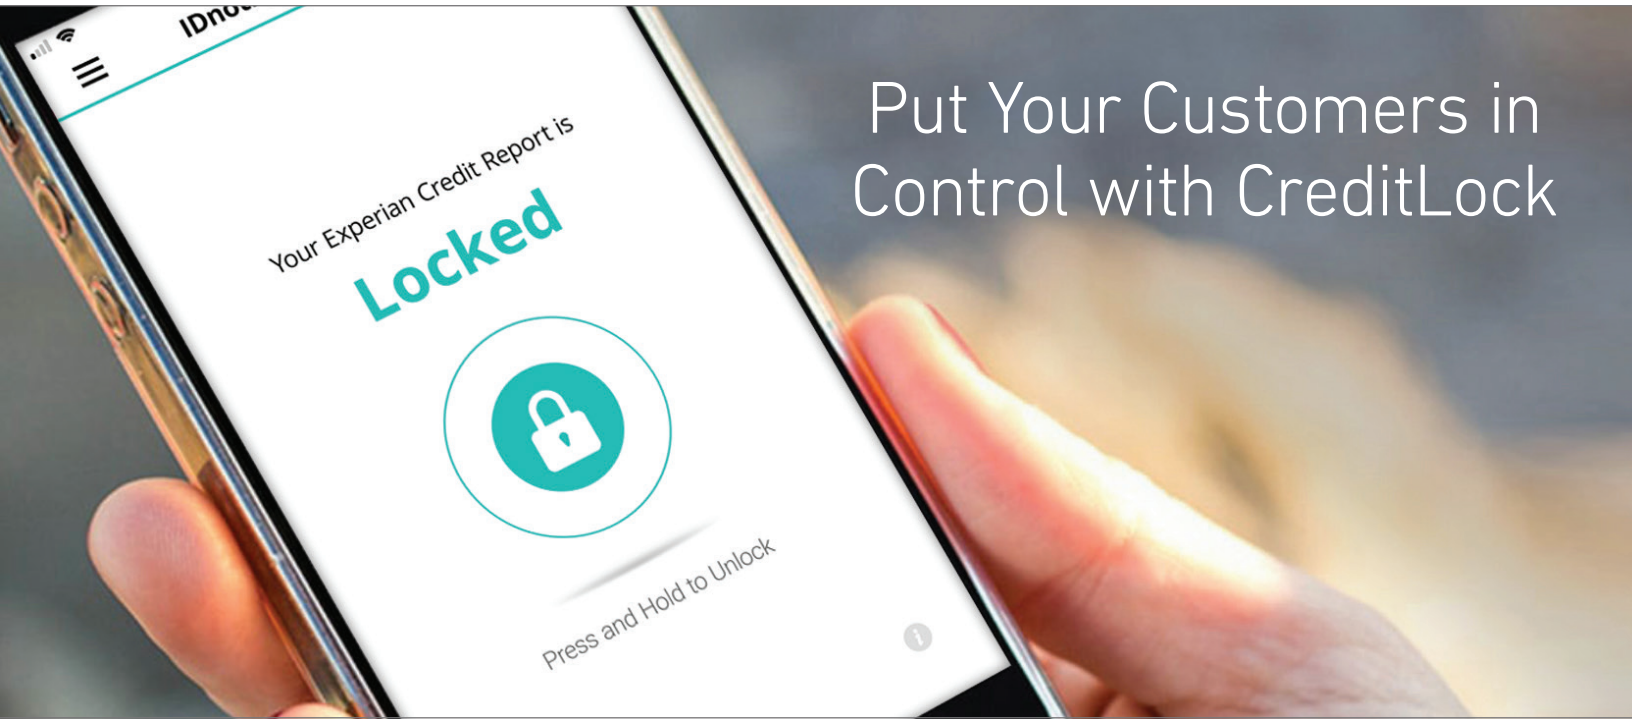 Your Experian Credit Report is
Locked
Press and Hold to Unlock
Put Your Customers in
Control with CreditLock